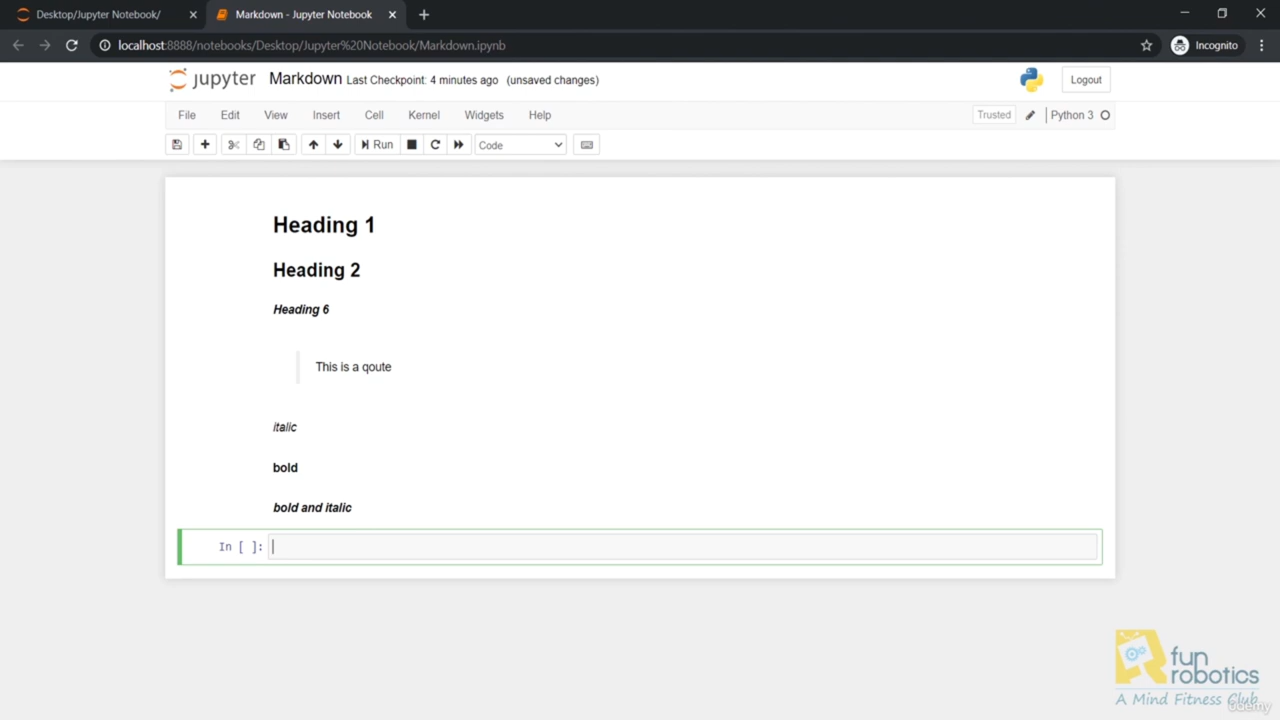 Desktop/Jupyter Notebook/
Markdown - Jupyter Notebook
localhost:8888/notebooks/Desktop/Jupyter%20Notebook/Markdown.ipynb
Incognito
jupyter Markdown Last Checkpoint: 4 minutes ago (unsaved changes)
Logout
File Edit View Insert Cell Kernel Widgets Help
Trusted Python 3
Run Code
Heading 1
Heading 2
Heading 6
This is a qoute
italic
bold
bold and italic
In [ ]:
fun
robotics
A Mind Fitness Club
Udemy